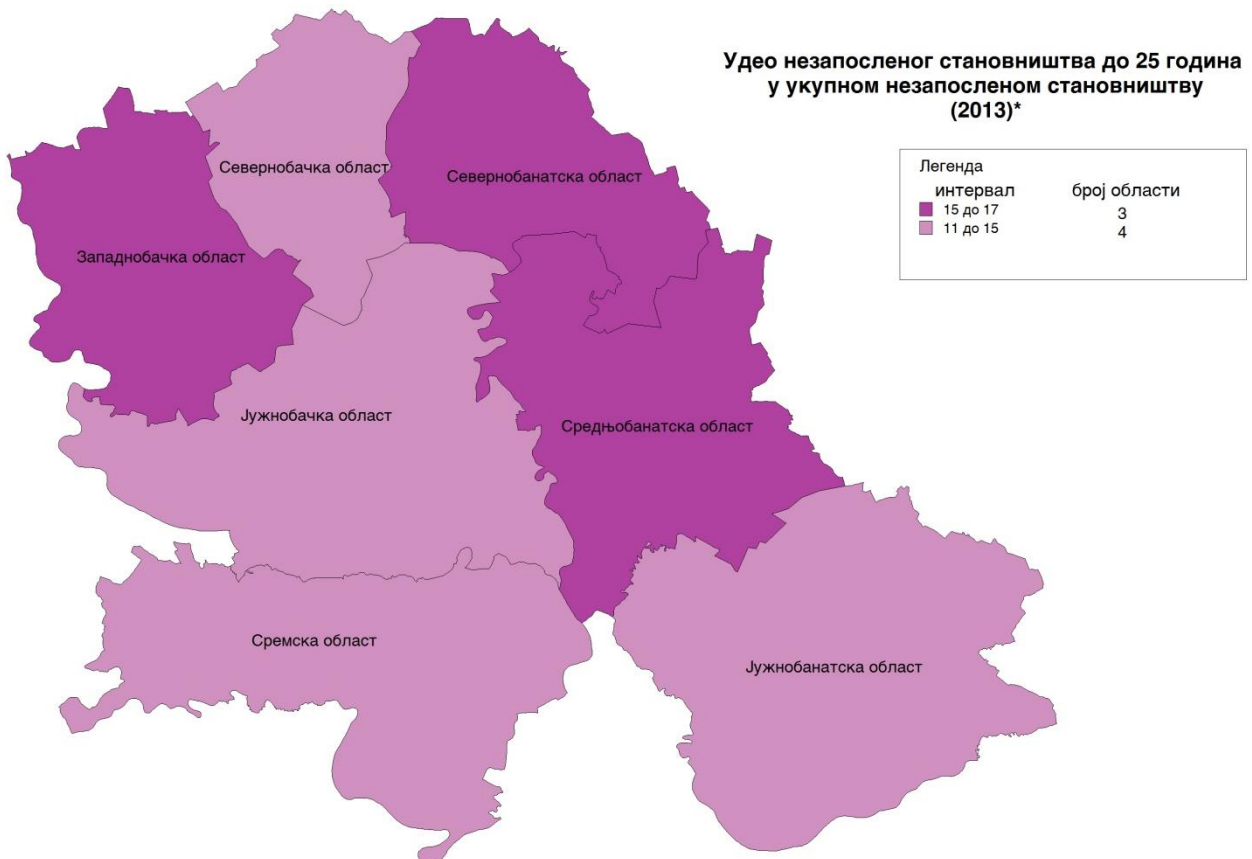 Удео незапосленог становништва до 25 година
у укупном незапосленом становништву
(2013)*
Легенда
интервал број области
15 до 17 3
11 до 15 4
Севернобачка област
Севернобанатска област
Западнобачка област
Јужнобачка област
Средњобанатска област
Сремска област
Јужнобанатска област